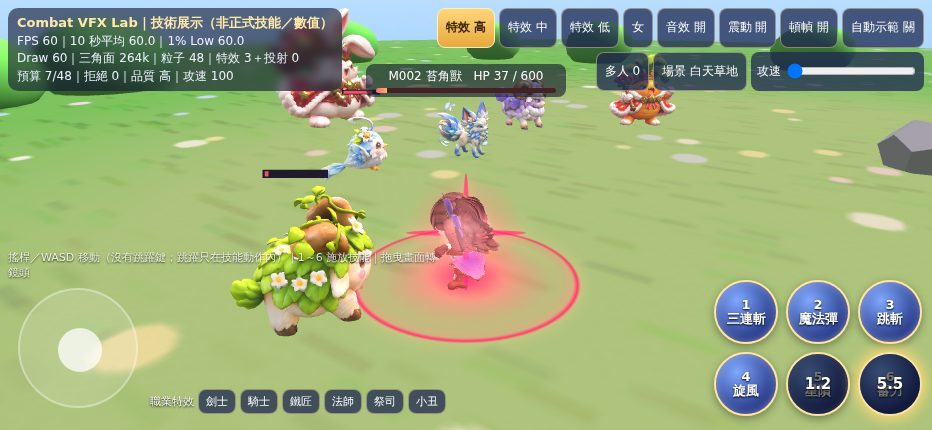 Combat VFX Lab｜技術展示（非正式技能／數值）
FPS 60｜10 秒平均 60.0｜1% Low 60.0
Draw 60｜三角面 264k｜粒子 48｜特效 3＋投射 0
預算 7/48｜拒絕 0｜品質 高｜攻速 100
特效 高
特效 中
特效 低
女
音效 開
震動 開
頓幀 開
自動示範 關
多人 0
場景 白天草地
攻速
M002 苔角獸 HP 37 / 600
搖桿／WASD 移動（沒有跳躍鍵；跳躍只在技能動作內）｜1～6 施放技能｜拖曳畫面轉
鏡頭
1
三連斬
2
魔法彈
3
跳斬
4
旋風
1.2
5.5
職業特效
劍士
騎士
鐵匠
法師
祭司
小丑